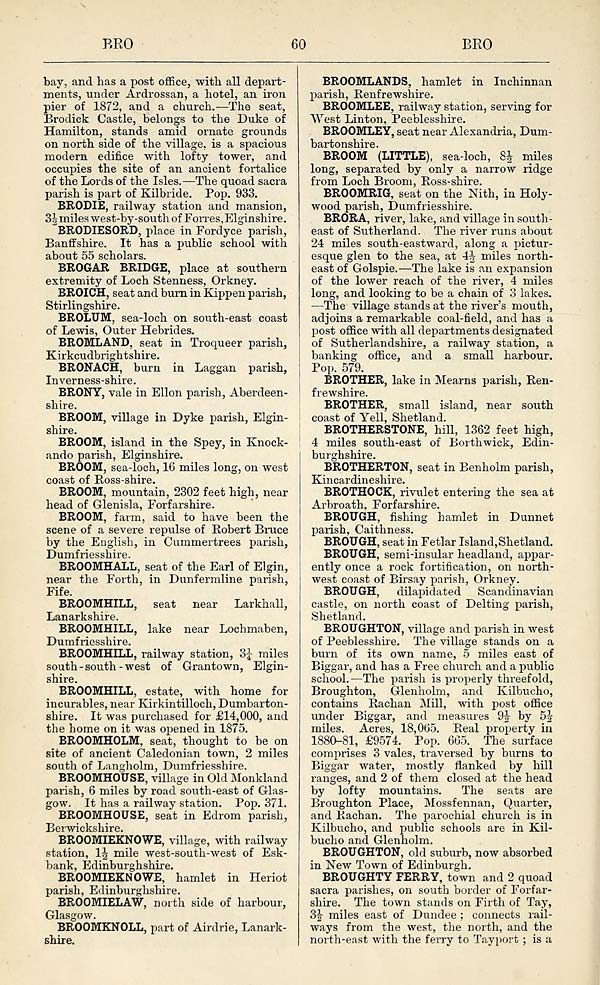 BRO 60 BRO
bay, and has a post office, with all depart-
ments, under Ardrossan, a hotel, an iron
pier of 1872, and a church.—The seat,
Brodick Castle, belongs to the Duke of
Hamilton, stands amid ornate grounds
on north side of the village, is a spacious
modern edifice with lofty tower, and
occupies the site of an ancient fortalice
of the Lords of the Isles.—The quoad sacra
parish is part of Kilbride. Pop. 933.
BRODIE, railway station and mansion,
3½ miles west-by-south of Forres, Elginshire.
BRODIESORD, place in Fordyce parish,
Banffshire. It has a public school with
about 55 scholars.
BROGAR BRIDGE, place at southern
extremity of Loch Stenness, Orkney.
BROICH, seat and burn in Kippen parish,
Stirlingshire.
BROLUM, sea-loch on south-east coast
of Lewis, Outer Hebrides.
BROMLAND, seat in Troqueer parish,
Kirkcudbrightshire.
BRONACH, burn in Laggan parish,
Inverness-shire.
BRONY, vale in Ellon parish, Aberdeen-
shire.
BROOM, village in Dyke parish, Elgin-
shire.
BROOM, island in the Spey, in Knock-
ando parish, Elginshire.
BROOM, sea-loch, 16 miles long, on west
coast of Ross-shire.
BROOM, mountain, 2302 feet high, near
head of Glenisla, Forfarshire.
BROOM, farm, said to have been the
scene of a severe repulse of Robert Bruce
by the English, in Cummertrees parish,
Dumfriesshire.
BROOMHALL, seat of the Earl of Elgin,
near the Forth, in Dunfermline parish,
Fife.
BROOMHILL, seat near Larkhall,
Lanarkshire.
BROOMHILL, lake near Lochmaben,
Dumfriesshire.
BROOMHILL, railway station, 3¼ miles
south-south-west of Grantown, Elgin-
shire.
BROOMHILL, estate, with home for
incurables, near Kirkintilloch, Dumbarton-
shire. It was purchased for £14,000, and
the home on it was opened in 1875.
BROOMHOLM, seat, thought to be on
site of ancient Caledonian town, 2 miles
south of Langholm, Dumfriesshire.
BROOMHOUSE, village in Old Monkland
parish, 6 miles by road south-east of Glas-
gow. It has a railway station. Pop. 371.
BROOMHOUSE, seat in Edrom parish,
Berwickshire.
BROOMIEKNOWE, village, with railway
station, 1½ mile west-south-west of Esk-
bank, Edinburghshire.
BROOMIEKNOWE, hamlet in Heriot
parish, Edinburghshire.
BROOMIELAW, north side of harbour,
Glasgow.
BROOMKNOLL, part of Airdrie, Lanark-
shire.
BROOMLANDS, hamlet in Inchinnan
parish, Renfrewshire.
BROOMLEE, railway station, serving for
West Linton, Peeblesshire.
BROOMLEY, seat near Alexandria, Dum-
bartonshire.
BROOM (LITTLE), sea-loch, 8½ miles
long, separated by only a narrow ridge
from Loch Broom, Ross-shire.
BROOMRIG, seat on the Nith, in Holy-
wood parish, Dumfriesshire.
BRORA, river, lake, and village in south-
east of Sutherland. The river runs about
24 miles south-eastward, along a pictur-
esque glen to the sea, at 4½ miles north-
east of Golspie.—The lake is an expansion
of the lower reach of the river, 4 miles
long, and looking to be a chain of 3 lakes.
—The village stands at the river's mouth,
adjoins a remarkable coal-field, and has a
post office with all departments designated
of Sutherlandshire, a railway station, a
banking office, and a small harbour.
Pop. 579.
BROTHER, lake in Mearns parish, Ren-
frewshire.
BROTHER, small island, near south
coast of Yell, Shetland.
BROTHERSTONE, hill, 1362 feet high,
4 miles south-east of Borthwick, Edin-
burghshire.
BROTHERTON, seat in Benholm parish,
Kincardineshire.
BROTHOCK, rivulet entering the sea at
Arbroath, Forfarshire.
BROUGH, fishing hamlet in Dunnet
parish, Caithness.
BROUGH, seat in Fetlar Island, Shetland.
BROUGH, semi-insular headland, appar-
ently once a rock fortification, on north-
west coast of Birsay parish, Orkney.
BROUGH, dilapidated Scandinavian
castle, on north coast of Delting parish,
Shetland.
BROUGHTON, village and parish in west
of Peeblesshire. The village stands on a
burn of its own name, 5 miles east of
Biggar, and has a Free church and a public
school.—The parish is properly threefold,
Broughton, Glenholm, and Kilbucho,
contains Rachan Mill, with post office
under Biggar, and measures 9½ by 5½
miles. Acres, 18,065. Real property in
1880-81, £9574. Pop. 665. The surface
comprises 3 vales, traversed by burns to
Biggar water, mostly flanked by hill
ranges, and 2 of them closed at the head
by lofty mountains. The seats are
Broughton Place, Mossfennan, Quarter,
and Rachan. The parochial church is in
Kilbucho, and public schools are in Kil-
bucho and Glenholm.
BROUGHTON, old suburb, now absorbed
in New Town of Edinburgh.
BROUGHTY FERRY, town and 2 quoad
sacra parishes, on south border of Forfar-
shire. The town stands on Firth of Tay,
3½ miles east of Dundee; connects rail-
ways from the west, the north, and the
north-east with the ferry to Tayport; is a